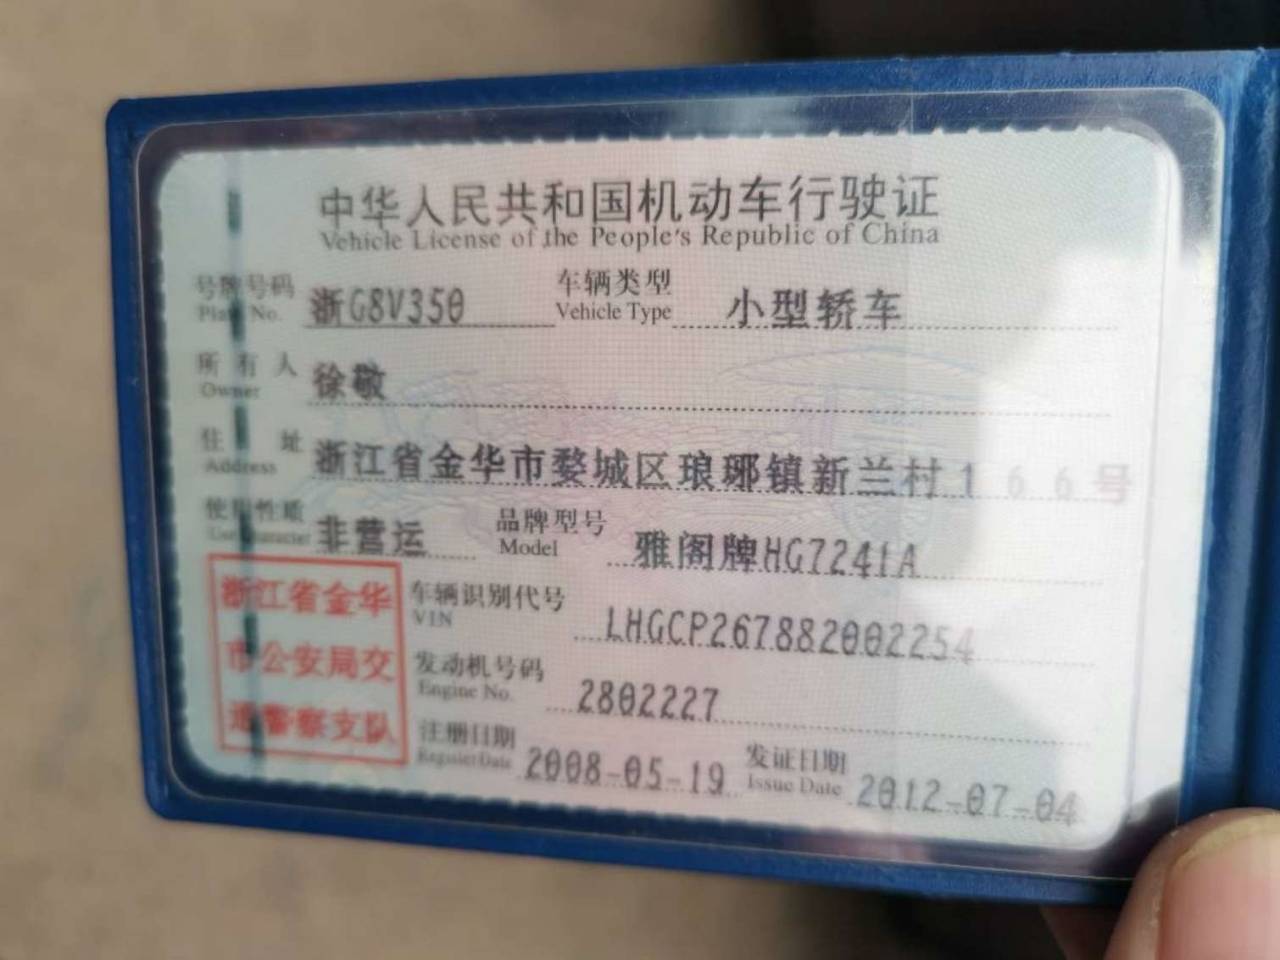 中华人民共和国机动车行驶证
Vehicle License of the People's Republic of China
号牌号码 浙G8V350 车辆类型 小型轿车
Plate No. Vehicle Type
所有人 徐敬
Owner
住址 浙江省金华市婺城区琅琊镇新兰村166号
Address
使用性质 非营运 品牌型号 雅阁牌HG7241A
Use Character Model
车辆识别代号 LHGCP267882002254
VIN
发动机号码 2802227
Engine No.
注册日期 2008-05-19 发证日期 2012-07-04
Register Date Issue Date
浙江省金华
市公安局交
通警察支队